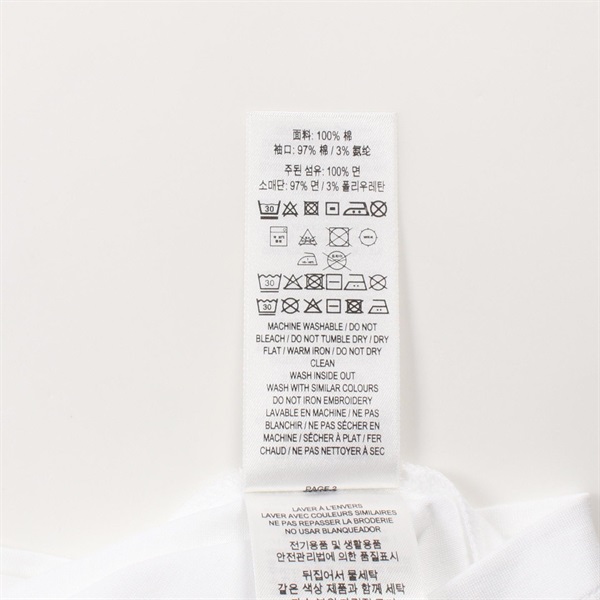 面料: 100% 棉
袖口: 97% 棉 / 3% 氨纶
주된 섬유: 100% 면
소매단: 97% 면 / 3% 폴리우레탄
30
30
30
MACHINE WASHABLE / DO NOT
BLEACH / DO NOT TUMBLE DRY / DRY
FLAT / WARM IRON / DO NOT DRY
CLEAN
WASH INSIDE OUT
WASH WITH SIMILAR COLOURS
DO NOT IRON EMBROIDERY
LAVABLE EN MACHINE / NE PAS
BLANCHIR / NE PAS SÉCHER EN
MACHINE / SÉCHER À PLAT / FER
CHAUD / NE PAS NETTOYER À SEC
PAGE 2
LAVER À L'ENVERS
LAVER AVEC COULEURS SIMILAIRES
NE PAS REPASSER LA BRODERIE
NO USAR BLANQUEADOR
전기용품 및 생활용품
안전관리법에 의한 품질표시
뒤집어서 물세탁
같은 색상 제품과 함께 세탁